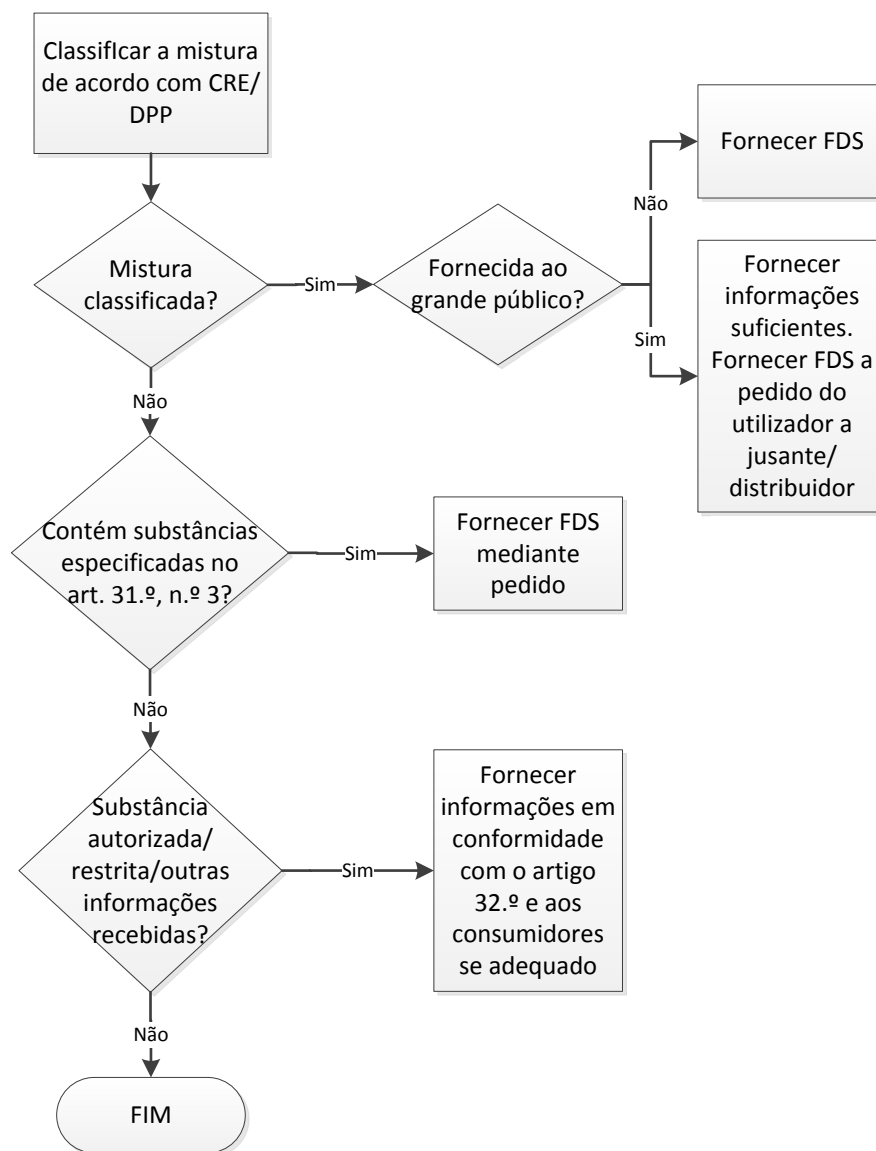 ClassifIcar a mistura
de acordo com CRE/
DPP
Mistura
classificada?
Sim
Fornecida ao
grande público?
Não
Fornecer FDS
Sim
Fornecer
informações
suficientes.
Fornecer FDS a
pedido do
utilizador a
jusante/
distribuidor
Não
Contém substâncias
especificadas no
art. 31.º, n.º 3?
Sim
Fornecer FDS
mediante
pedido
Não
Substância
autorizada/
restrita/outras
informações
recebidas?
Sim
Fornecer
informações em
conformidade
com o artigo
32.º e aos
consumidores
se adequado
Não
FIM